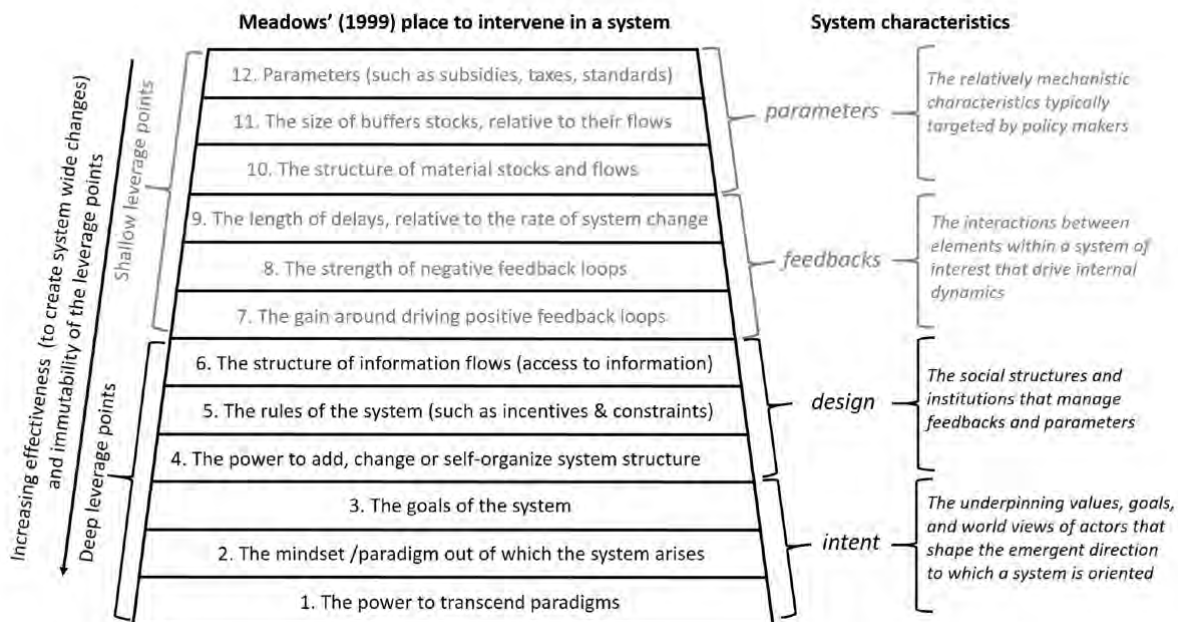 Meadows' (1999) place to intervene in a system
System characteristics
Increasing effectiveness (to create system wide changes)
and immutability of the leverage points
Shallow leverage points
Deep leverage points
12. Parameters (such as subsidies, taxes, standards)
11. The size of buffers stocks, relative to their flows
10. The structure of material stocks and flows
9. The length of delays, relative to the rate of system change
8. The strength of negative feedback loops
7. The gain around driving positive feedback loops
6. The structure of information flows (access to information)
5. The rules of the system (such as incentives & constraints)
4. The power to add, change or self-organize system structure
3. The goals of the system
2. The mindset /paradigm out of which the system arises
1. The power to transcend paradigms
parameters
The relatively mechanistic
characteristics typically
targeted by policy makers
feedbacks
The interactions between
elements within a system of
interest that drive internal
dynamics
design
The social structures and
institutions that manage
feedbacks and parameters
intent
The underpinning values, goals,
and world views of actors that
shape the emergent direction
to which a system is oriented